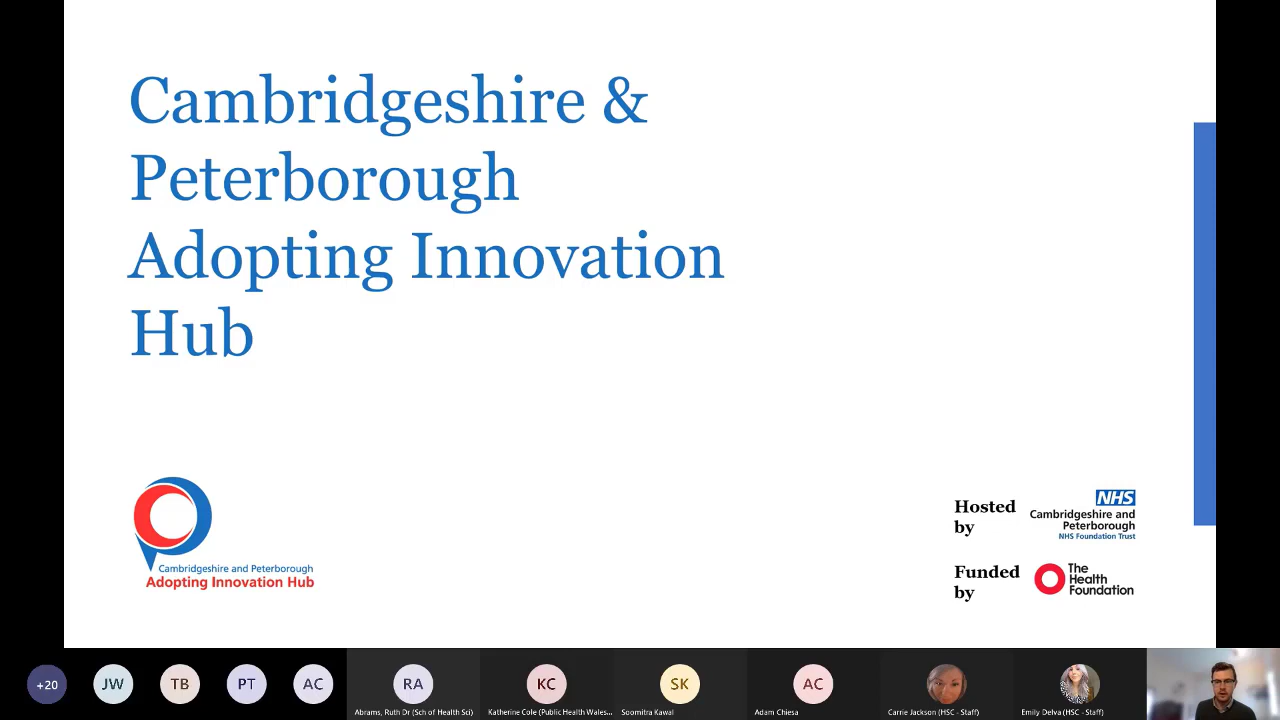 Cambridgeshire &
Peterborough
Adopting Innovation
Hub
Cambridgeshire and Peterborough
Adopting Innovation Hub
Hosted
by
NHS
Cambridgeshire and
Peterborough
NHS Foundation Trust
Funded
by
The
Health
Foundation
+20
JW
TB
PT
AC
RA
Abrams, Ruth Dr (Sch of Health Sci)
KC
Katherine Cole (Public Health Wales...
SK
Soomitra Kawal
AC
Adam Chiesa
Carrie Jackson (HSC - Staff)
Emily Delva (HSC - Staff)